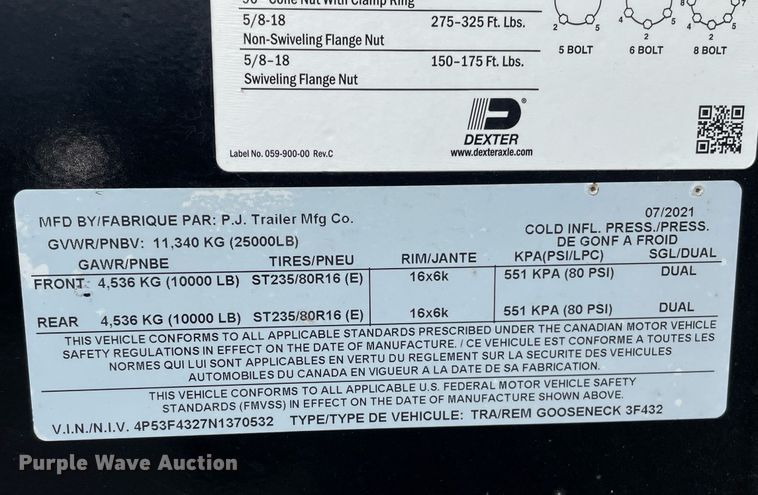 90° Cone Nut With Clamp Ring
5/8-18 275–325 Ft. Lbs.
Non-Swiveling Flange Nut
5/8-18 150–175 Ft. Lbs.
Swiveling Flange Nut
2 5 4 5 8 7
2 2
5 BOLT 6 BOLT 8 BOLT
DEXTER
Label No. 059-900-00 Rev.C www.dexteraxle.com
MFD BY/FABRIQUE PAR: P.J. Trailer Mfg Co. 07/2021
GVWR/PNBV: 11,340 KG (25000LB) COLD INFL. PRESS./PRESS.
DE GONF A FROID
GAWR/PNBE TIRES/PNEU RIM/JANTE KPA(PSI/LPC) SGL/DUAL
FRONT 4,536 KG (10000 LB) ST235/80R16 (E) 16x6k 551 KPA (80 PSI) DUAL
REAR 4,536 KG (10000 LB) ST235/80R16 (E) 16x6k 551 KPA (80 PSI) DUAL
THIS VEHICLE CONFORMS TO ALL APPLICABLE STANDARDS PRESCRIBED UNDER THE CANADIAN MOTOR VEHICLE
SAFETY REGULATIONS IN EFFECT ON THE DATE OF MANUFACTURE. / CE VEHICULE EST CONFORME A TOUTES LES
NORMES QUI LUI SONT APPLICABLES EN VERTU DU REGLEMENT SUR LA SECURITE DES VEHICULES
AUTOMOBILES DU CANADA EN VIGUEUR A LA DATE DE SA FABRICATION.
THIS VEHICLE CONFORMS TO ALL APPLICABLE U.S. FEDERAL MOTOR VEHICLE SAFETY
STANDARDS (FMVSS) IN EFFECT ON THE DATE OF MANUFACTURE SHOWN ABOVE.
V.I.N./N.I.V. 4P53F4327N1370532 TYPE/TYPE DE VEHICULE: TRA/REM GOOSENECK 3F432
Purple Wave Auction